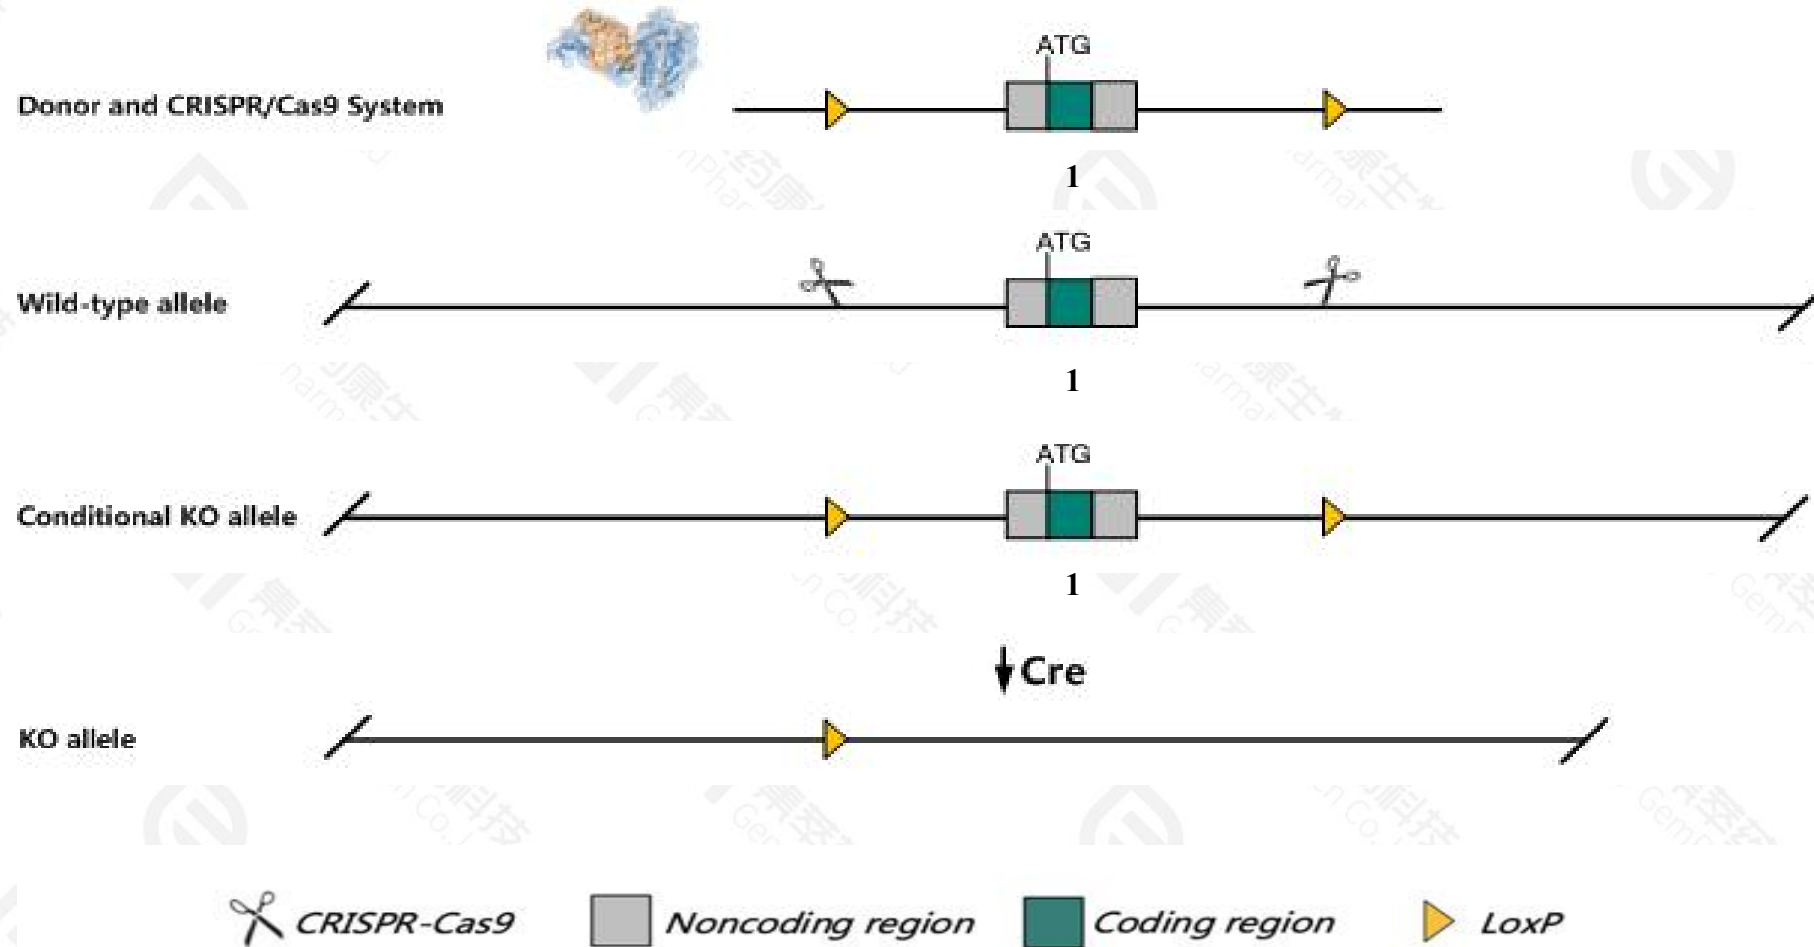 ATG
Donor and CRISPR/Cas9 System
1
ATG
Wild-type allele
1
ATG
Conditional KO allele
1
Cre
KO allele
CRISPR-Cas9 Noncoding region Coding region LoxP